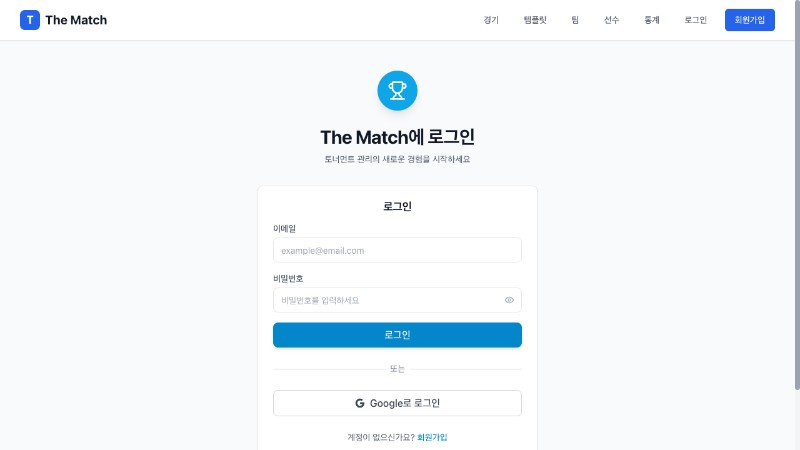 T The Match 경기 템플릿 팀 선수 통계 로그인 회원가입
The Match에 로그인
토너먼트 관리의 새로운 경험을 시작하세요
로그인
이메일
example@email.com
비밀번호
비밀번호를 입력하세요
로그인
또는
Google로 로그인
계정이 없으신가요? 회원가입